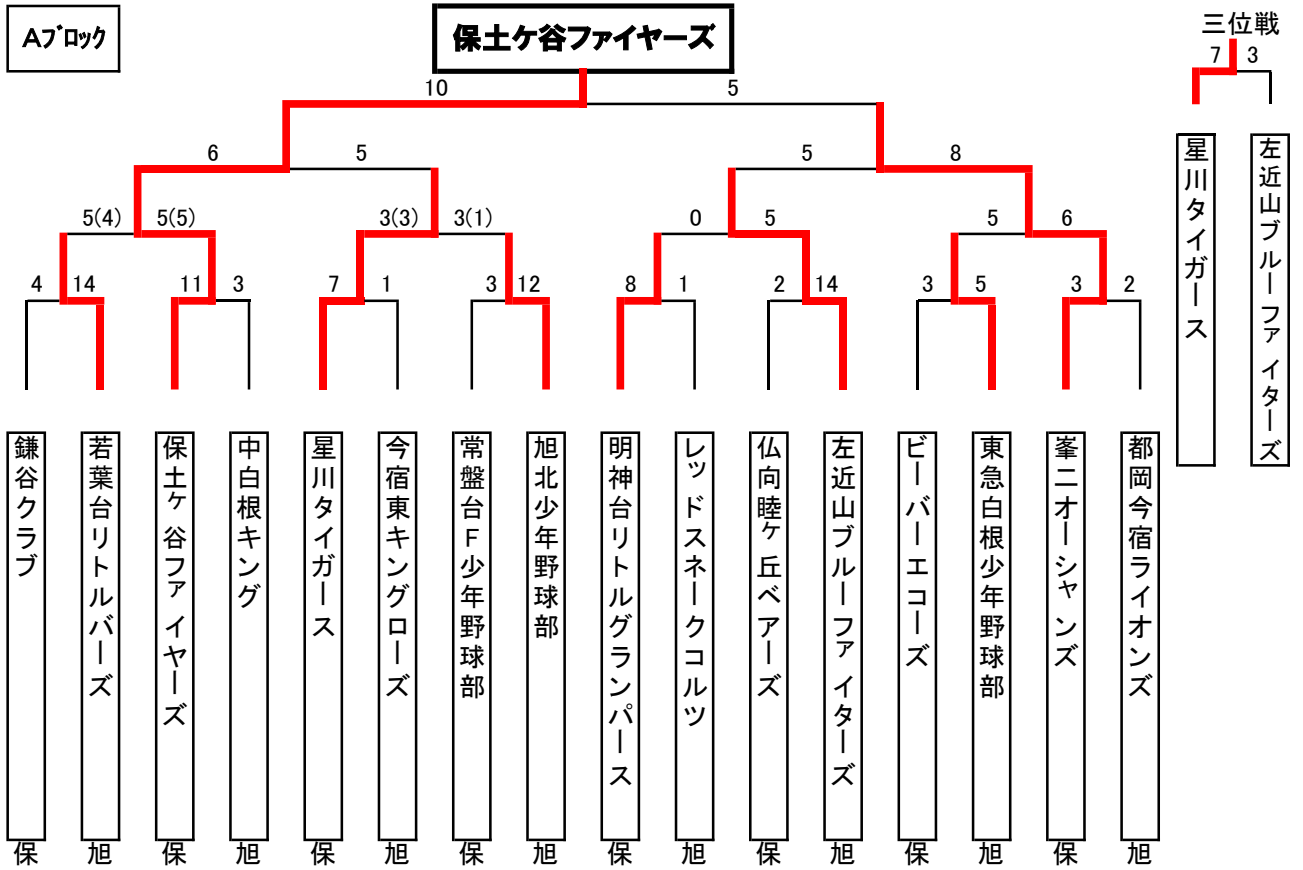 Aブロック
保土ケ谷ファイヤーズ
三位戦
7 3
10 5
6 5 5 8
5(4) 5(5) 3(3) 3(1) 0 5 5 6
4 14 11 3 7 1 3 12 8 1 2 14 3 5 3 2
星川タイガース
左近山ブルーファイターズ
鎌谷クラブ
若葉台リトルバーズ
保土ヶ谷ファイヤーズ
中白根キング
星川タイガース
今宿東キングローズ
常盤台F少年野球部
旭北少年野球部
明神台リトルグランパース
レッドスネークコルツ
仏向睦ヶ丘ベアーズ
左近山ブルーファイターズ
ビーバーエコーズ
東急白根少年野球部
峯二オーシャンズ
都岡今宿ライオンズ
保 旭 保 旭 保 旭 保 旭 保 旭 保 旭 保 旭 保 旭